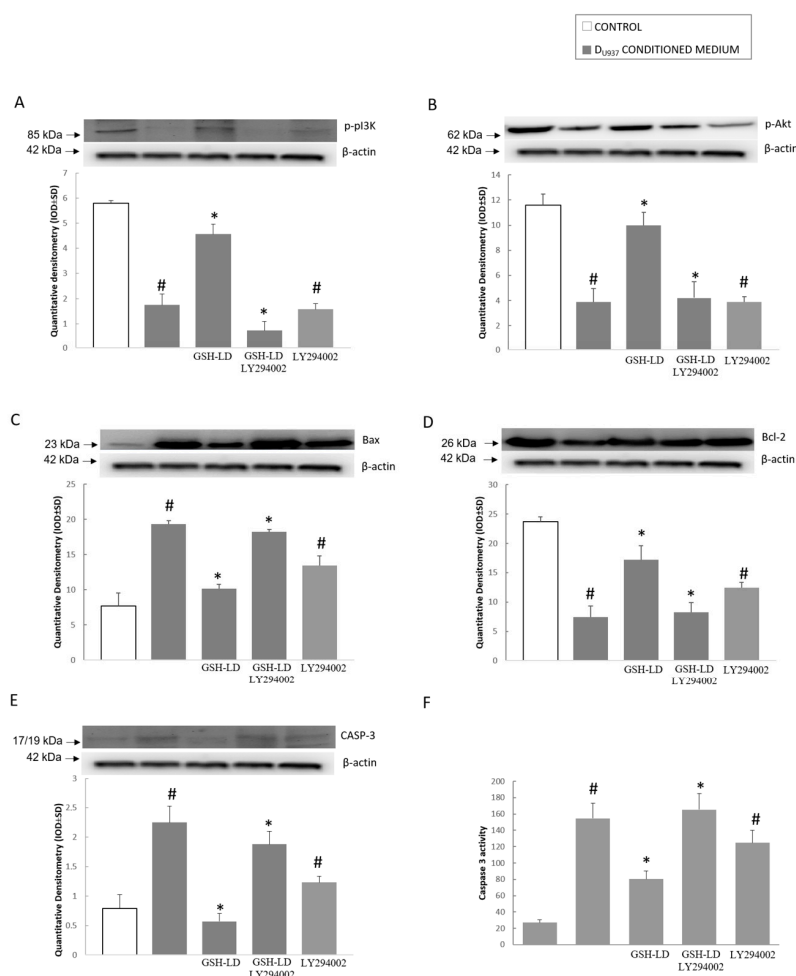 CONTROL
D_U937 CONDITIONED MEDIUM
A
p-pI3K
85 kDa
42 kDa
β-actin
Quantitative densitometry (IOD±SD)
7
6
5
4
3
2
1
0
#
*
*
#
GSH-LD
GSH-LD
LY294002
LY294002
B
p-Akt
62 kDa
42 kDa
β-actin
Quantitative Densitometry (IOD±SD)
14
12
10
8
6
4
2
0
#
*
*
#
GSH-LD
GSH-LD
LY294002
LY294002
C
Bax
23 kDa
42 kDa
β-actin
Quantitative Densitometry (IOD±SD)
25
20
15
10
5
0
#
*
*
#
GSH-LD
GSH-LD
LY294002
LY294002
D
Bcl-2
26 kDa
42 kDa
β-actin
Quantitative Densitometry (IOD±SD)
30
25
20
15
10
5
0
#
*
*
#
GSH-LD
GSH-LD
LY294002
LY294002
E
CASP-3
17/19 kDa
42 kDa
β-actin
Quantitative Densitometry (IOD±SD)
3
2.5
2
1.5
1
0.5
0
#
*
*
#
GSH-LD
GSH-LD
LY294002
LY294002
F
Caspase 3 activity
200
180
160
140
120
100
80
60
40
20
0
#
*
*
#
GSH-LD
GSH-LD
LY294002
LY294002